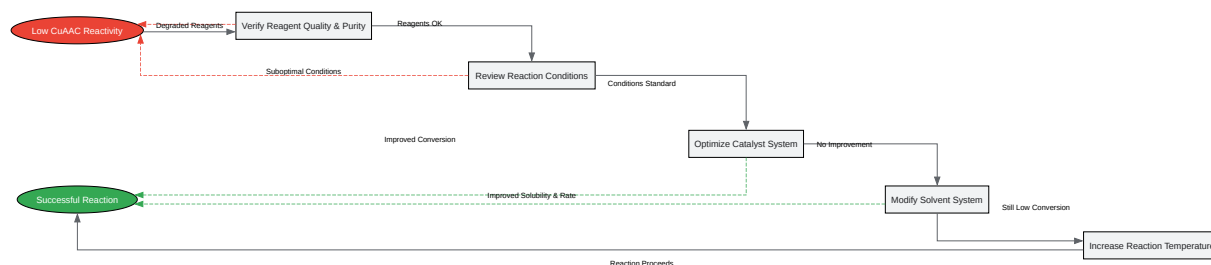 Degraded Reagents
Low CuAAC Reactivity
Verify Reagent Quality & Purity
Reagents OK
Suboptimal Conditions
Review Reaction Conditions
Conditions Standard
Improved Conversion
Optimize Catalyst System
No Improvement
Successful Reaction
Improved Solubility & Rate
Modify Solvent System
Still Low Conversion
Increase Reaction Temperature
Reaction Proceeds